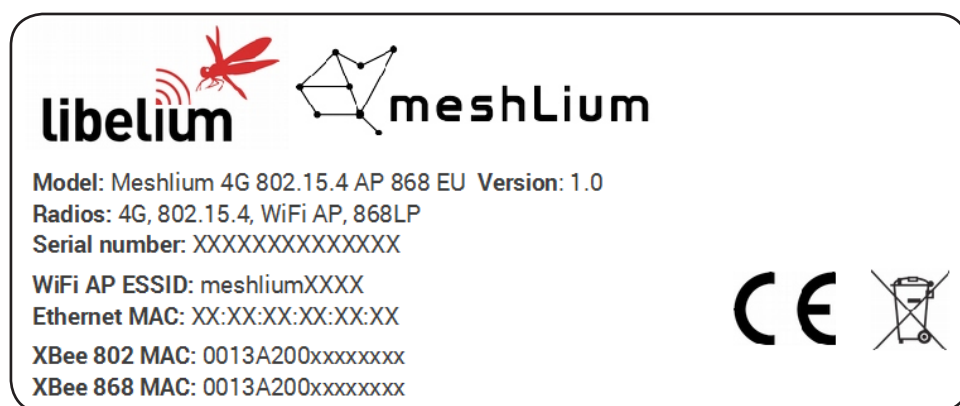 libelium meshLium
Model: Meshlium 4G 802.15.4 AP 868 EU Version: 1.0
Radios: 4G, 802.15.4, WiFi AP, 868LP
Serial number: XXXXXXXXXXXXXX
WiFi AP ESSID: meshliumXXXX
Ethernet MAC: XX:XX:XX:XX:XX:XX
CE
XBee 802 MAC: 0013A200xxxxxxxx
XBee 868 MAC: 0013A200xxxxxxxx